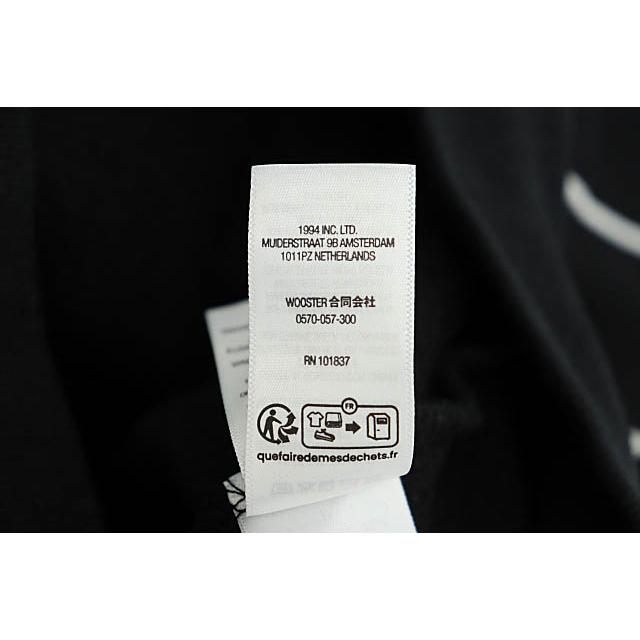 1994 INC. LTD.
MUIDERSTRAAT 9B AMSTERDAM
1011PZ NETHERLANDS
WOOSTER 合同会社
0570-057-300
RN 101837
FR
quefairedemesdechets.fr